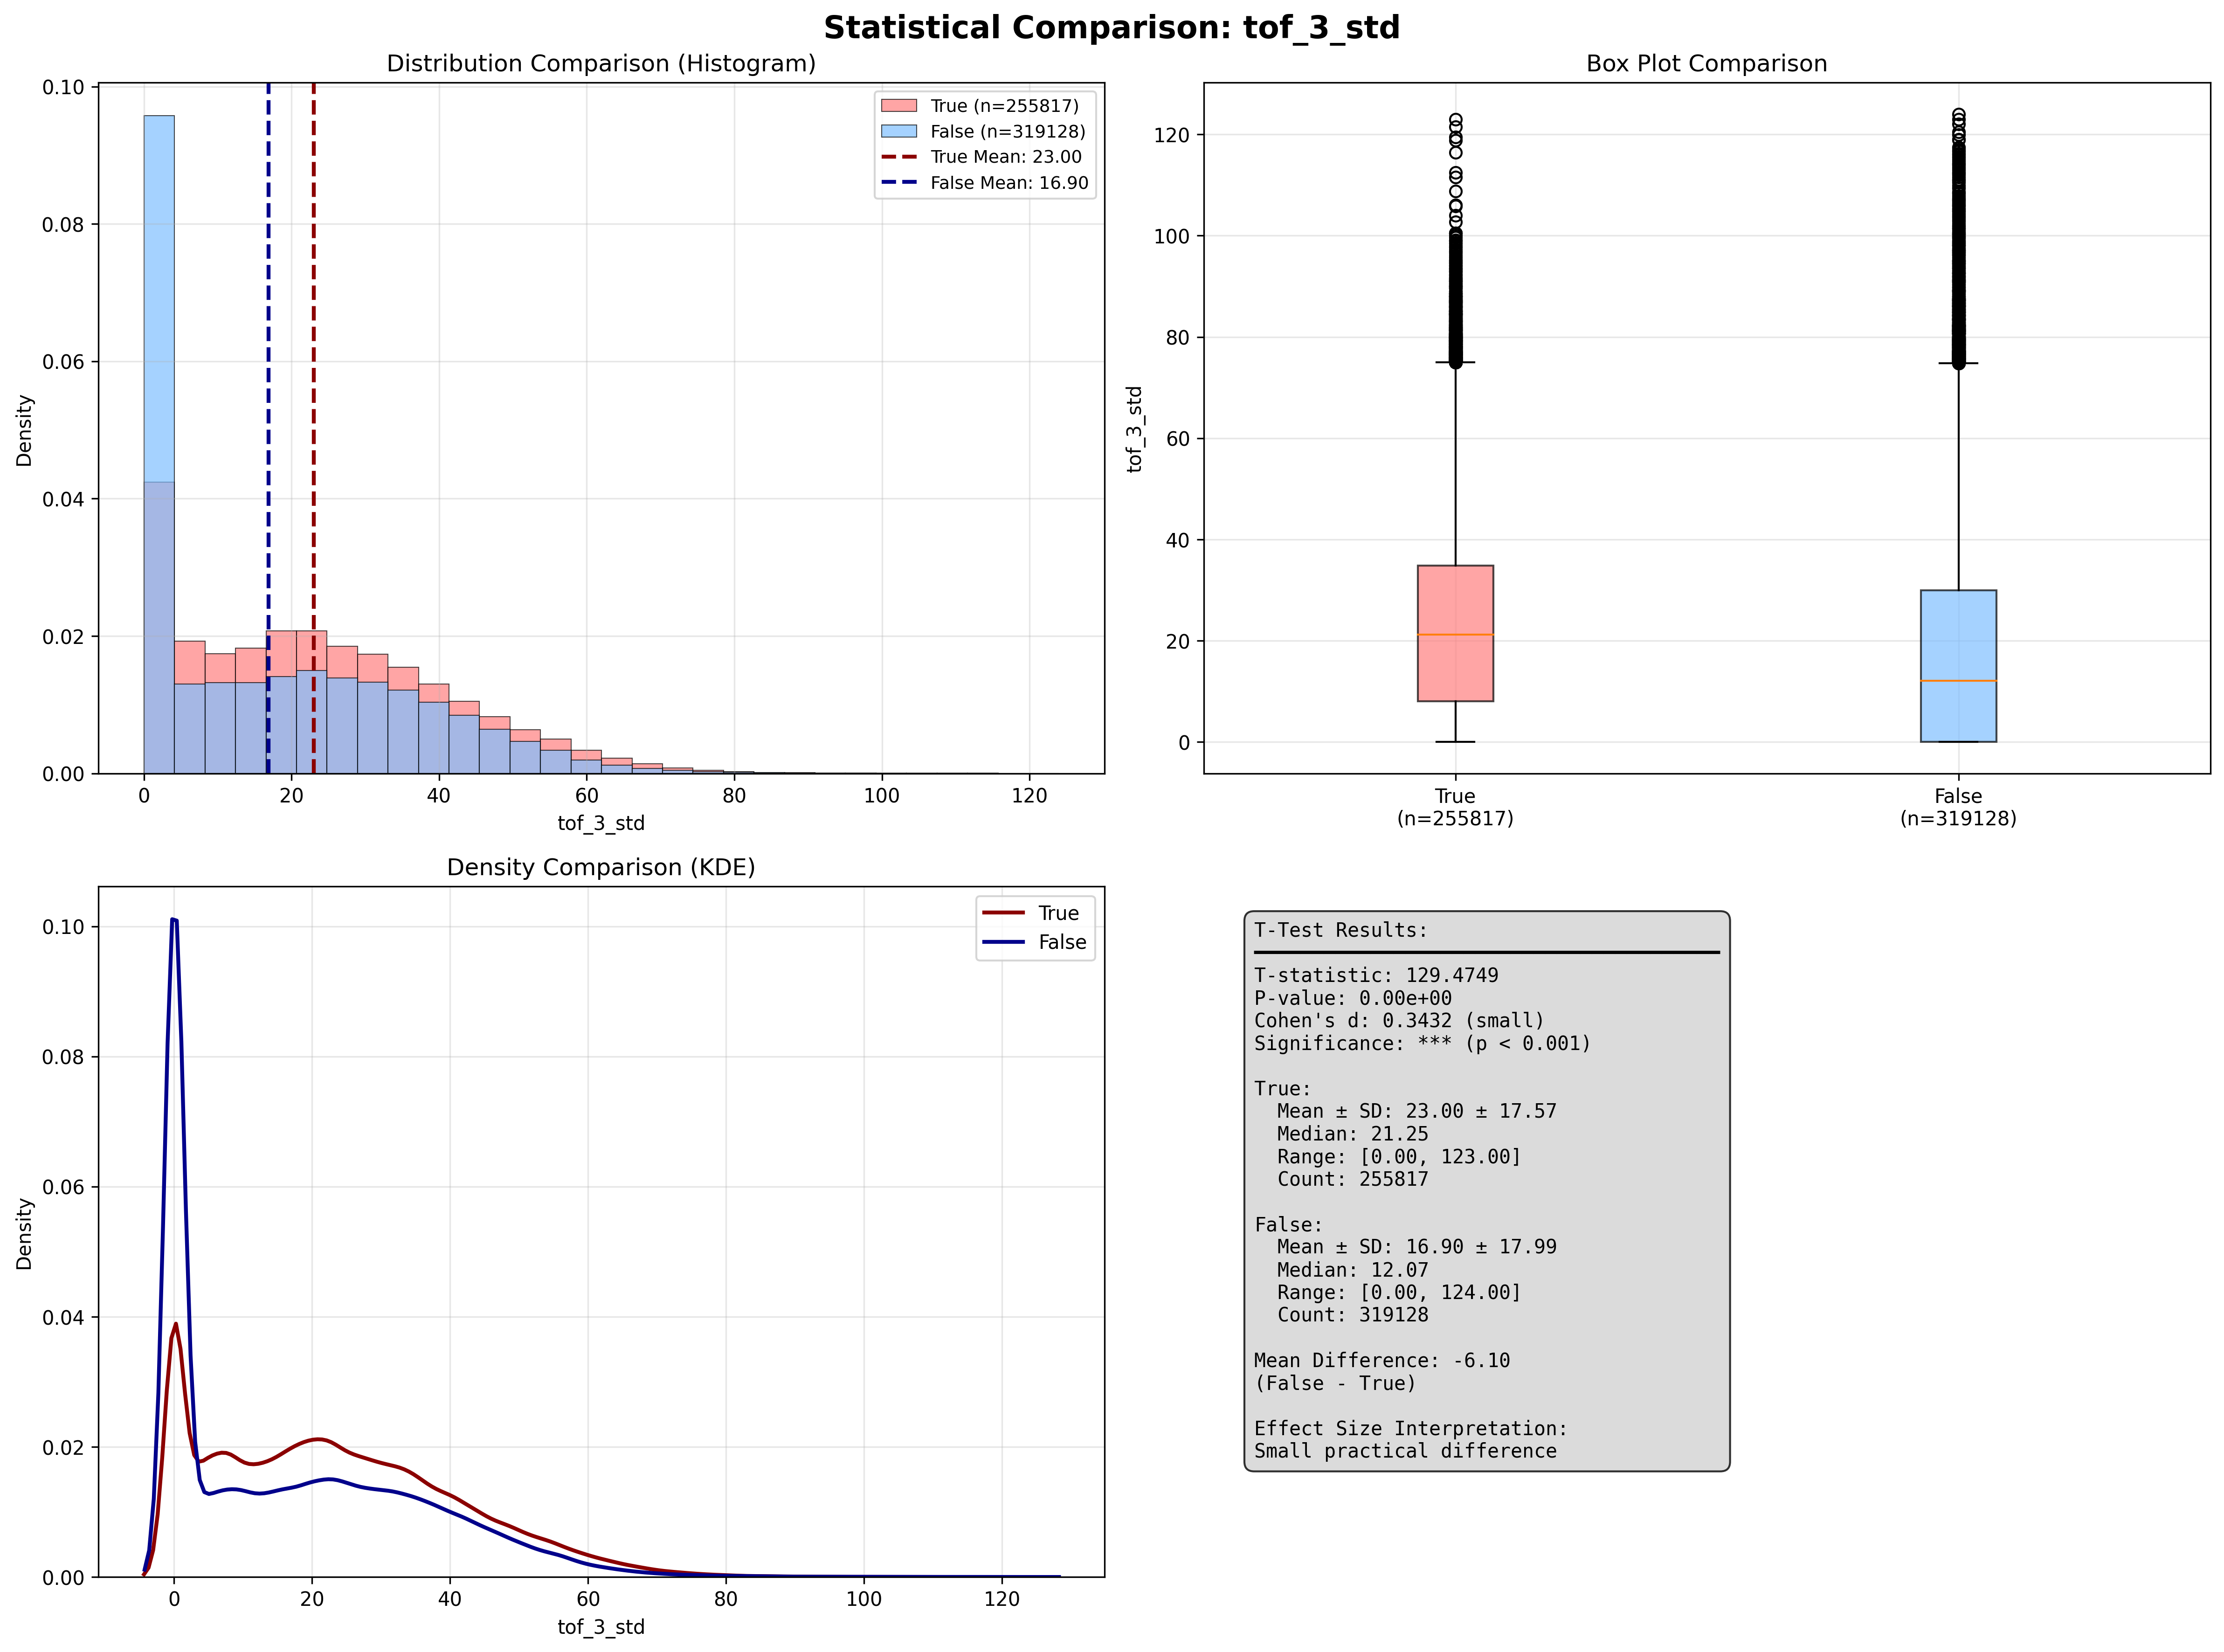 Statistical Comparison: tof_3_std
Distribution Comparison (Histogram)
Density
0.10
0.08
0.06
0.04
0.02
0.00
True (n=255817)
False (n=319128)
True Mean: 23.00
False Mean: 16.90
0 20 40 60 80 100 120
tof_3_std
Box Plot Comparison
tof_3_std
120
100
80
60
40
20
0
True
(n=255817)
False
(n=319128)
Density Comparison (KDE)
Density
0.10
0.08
0.06
0.04
0.02
0.00
True
False
0 20 40 60 80 100 120
tof_3_std
T-Test Results:
T-statistic: 129.4749
P-value: 0.00e+00
Cohen's d: 0.3432 (small)
Significance: *** (p < 0.001)
True:
Mean ± SD: 23.00 ± 17.57
Median: 21.25
Range: [0.00, 123.00]
Count: 255817
False:
Mean ± SD: 16.90 ± 17.99
Median: 12.07
Range: [0.00, 124.00]
Count: 319128
Mean Difference: -6.10
(False - True)
Effect Size Interpretation:
Small practical difference